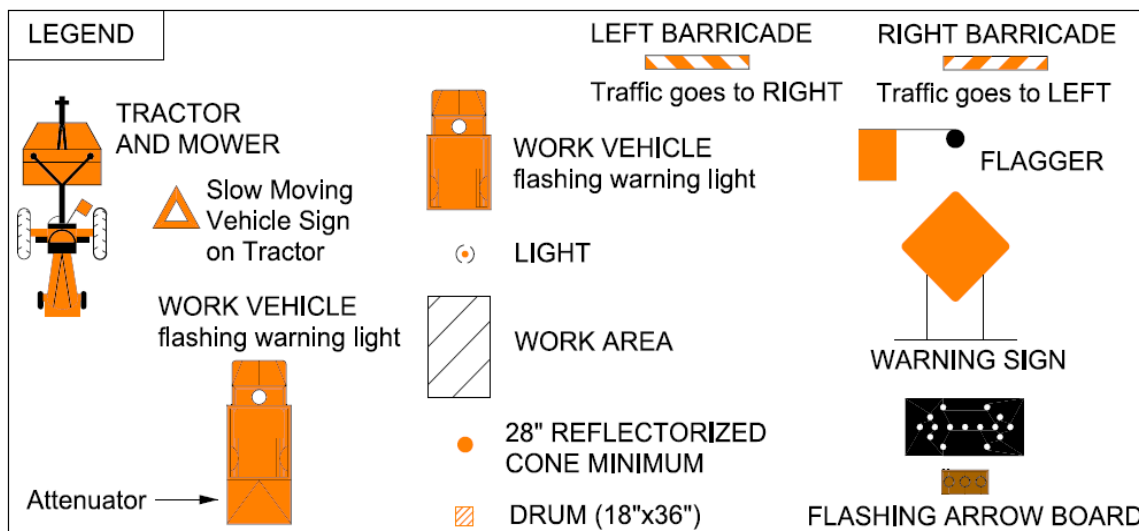 LEGEND
TRACTOR
AND MOWER
Slow Moving
Vehicle Sign
on Tractor
WORK VEHICLE
flashing warning light
Attenuator
WORK VEHICLE
flashing warning light
LIGHT
WORK AREA
28" REFLECTORIZED
CONE MINIMUM
DRUM (18"x36")
LEFT BARRICADE
Traffic goes to RIGHT
RIGHT BARRICADE
Traffic goes to LEFT
FLAGGER
WARNING SIGN
FLASHING ARROW BOARD